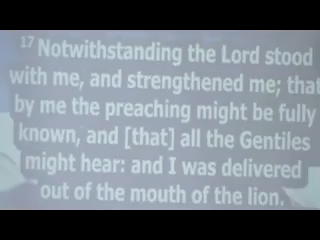 17 Notwithstanding the Lord stood
with me, and strengthened me; that
by me the preaching might be fully
known, and [that] all the Gentiles
might hear: and I was delivered
out of the mouth of the lion.